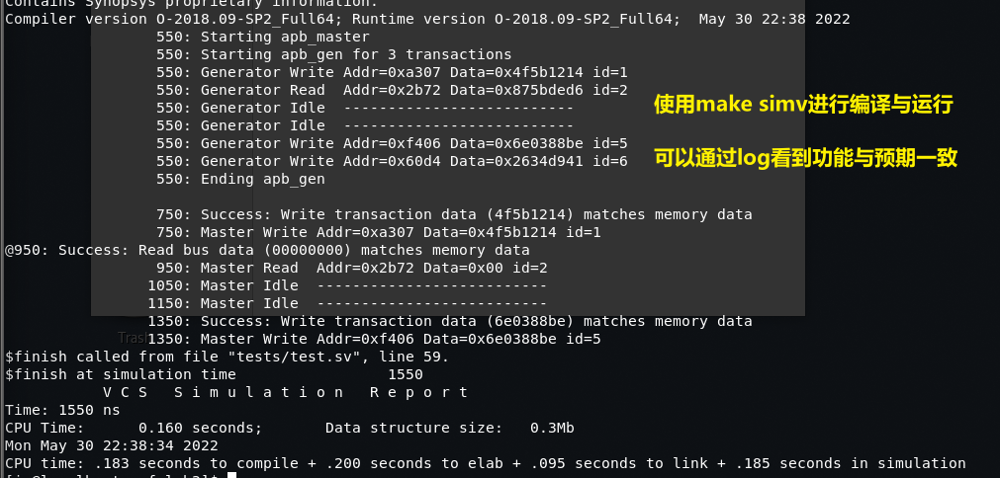 Contains Synopsys proprietary information.
Compiler version O-2018.09-SP2_Full64; Runtime version O-2018.09-SP2_Full64;  May 30 22:38 2022
550: Starting apb_master
550: Starting apb_gen for 3 transactions
550: Generator Write Addr=0xa307 Data=0x4f5b1214 id=1
550: Generator Read  Addr=0x2b72 Data=0x875bded6 id=2
使用make simv进行编译与运行
550: Generator Idle  --------------------------
550: Generator Idle  --------------------------
550: Generator Write Addr=0xf406 Data=0x6e0388be id=5
550: Generator Write Addr=0x60d4 Data=0x2634d941 id=6
可以通过log看到功能与预期一致
550: Ending apb_gen
750: Success: Write transaction data (4f5b1214) matches memory data
750: Master Write Addr=0xa307 Data=0x4f5b1214 id=1
@950: Success: Read bus data (00000000) matches memory data
950: Master Read  Addr=0x2b72 Data=0x00 id=2
1050: Master Idle  --------------------------
1150: Master Idle  --------------------------
1350: Success: Write transaction data (6e0388be) matches memory data
Trash
1350: Master Write Addr=0xf406 Data=0x6e0388be id=5
$finish called from file "tests/test.sv", line 59.
$finish at simulation time                 1550
V C S   S i m u l a t i o n   R e p o r t
Time: 1550 ns
CPU Time:      0.160 seconds;       Data structure size:   0.3Mb
Mon May 30 22:38:34 2022
CPU time: .183 seconds to compile + .200 seconds to elab + .095 seconds to link + .185 seconds in simulation